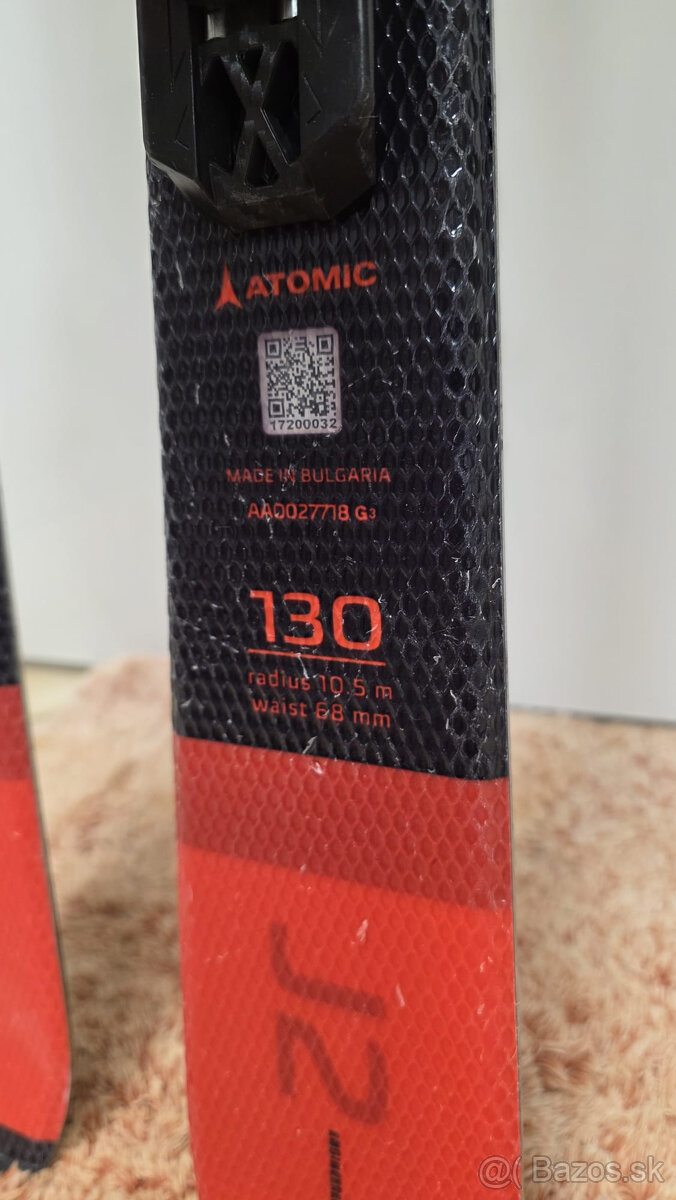 ATOMIC
17200032
MADE IN BULGARIA
AA0027718 G3
130
radius 10.5 m
waist 68 mm
J2
@( Bazos.sk